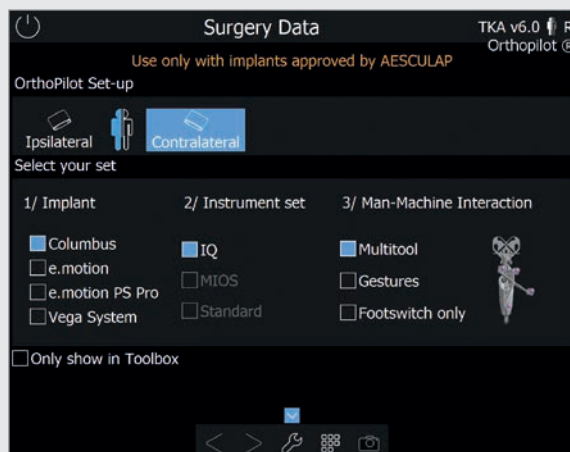 Surgery Data
TKA v6.0 R
Orthopilot ®
Use only with implants approved by AESCULAP
OrthoPilot Set-up
Ipsilateral
Contralateral
Select your set
1/ Implant
2/ Instrument set
3/ Man-Machine Interaction
Columbus
IQ
Multitool
e.motion
MIOS
Gestures
e.motion PS Pro
Standard
Footswitch only
Vega System
Only show in Toolbox